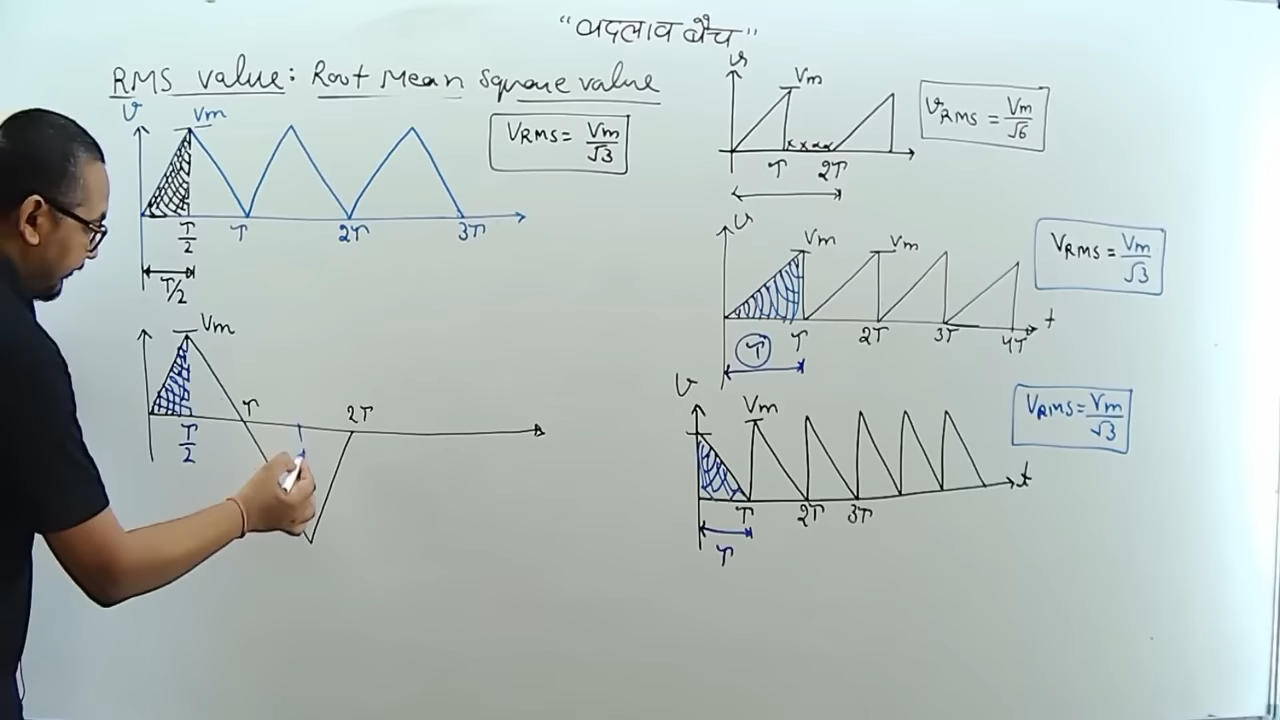 “बदलाव बैच”
RMS value: Root Mean Square value
v
Vm
VRMS = Vm/√3
T/2 T 2T 3T
T/2
Vm
T/2 T 2T
v
Vm
VRMS = Vm/√6
T 2T
v
Vm Vm
VRMS = Vm/√3
T T 2T 3T 4T t
v
Vm
VRMS = Vm/√3
T 2T 3T t
T